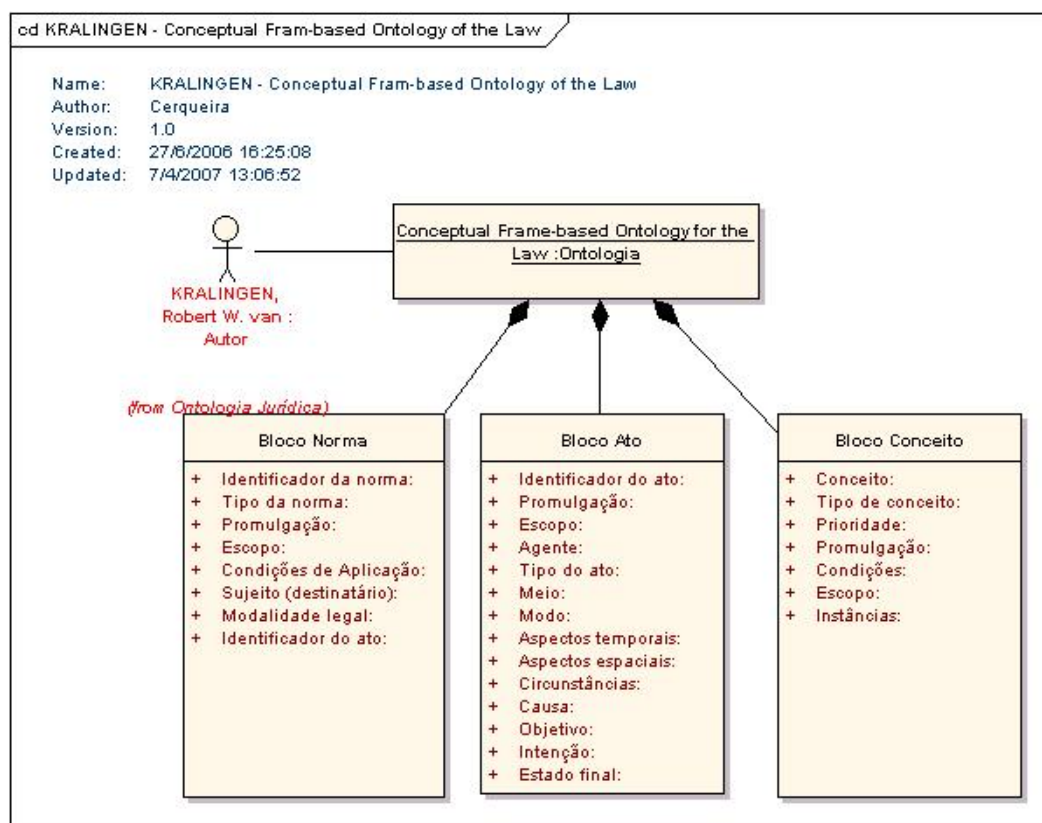 cd KRALINGEN - Conceptual Fram-based Ontology of the Law
Name: KRALINGEN - Conceptual Fram-based Ontology of the Law
Author: Cerqueira
Version: 1.0
Created: 27/6/2006 16:25:08
Updated: 7/4/2007 13:06:52
Conceptual Frame-based Ontology for the
Law :Ontologia
KRALINGEN,
Robert W. van :
Autor
(from Ontologia Jurídica)
Bloco Norma
+ Identificador da norma:
+ Tipo da norma:
+ Promulgação:
+ Escopo:
+ Condições de Aplicação:
+ Sujeito (destinatário):
+ Modalidade legal:
+ Identificador do ato:
Bloco Ato
+ Identificador do ato:
+ Promulgação:
+ Escopo:
+ Agente:
+ Tipo do ato:
+ Meio:
+ Modo:
+ Aspectos temporais:
+ Aspectos espaciais:
+ Circunstâncias:
+ Causa:
+ Objetivo:
+ Intenção:
+ Estado final:
Bloco Conceito
+ Conceito:
+ Tipo de conceito:
+ Prioridade:
+ Promulgação:
+ Condições:
+ Escopo:
+ Instâncias: